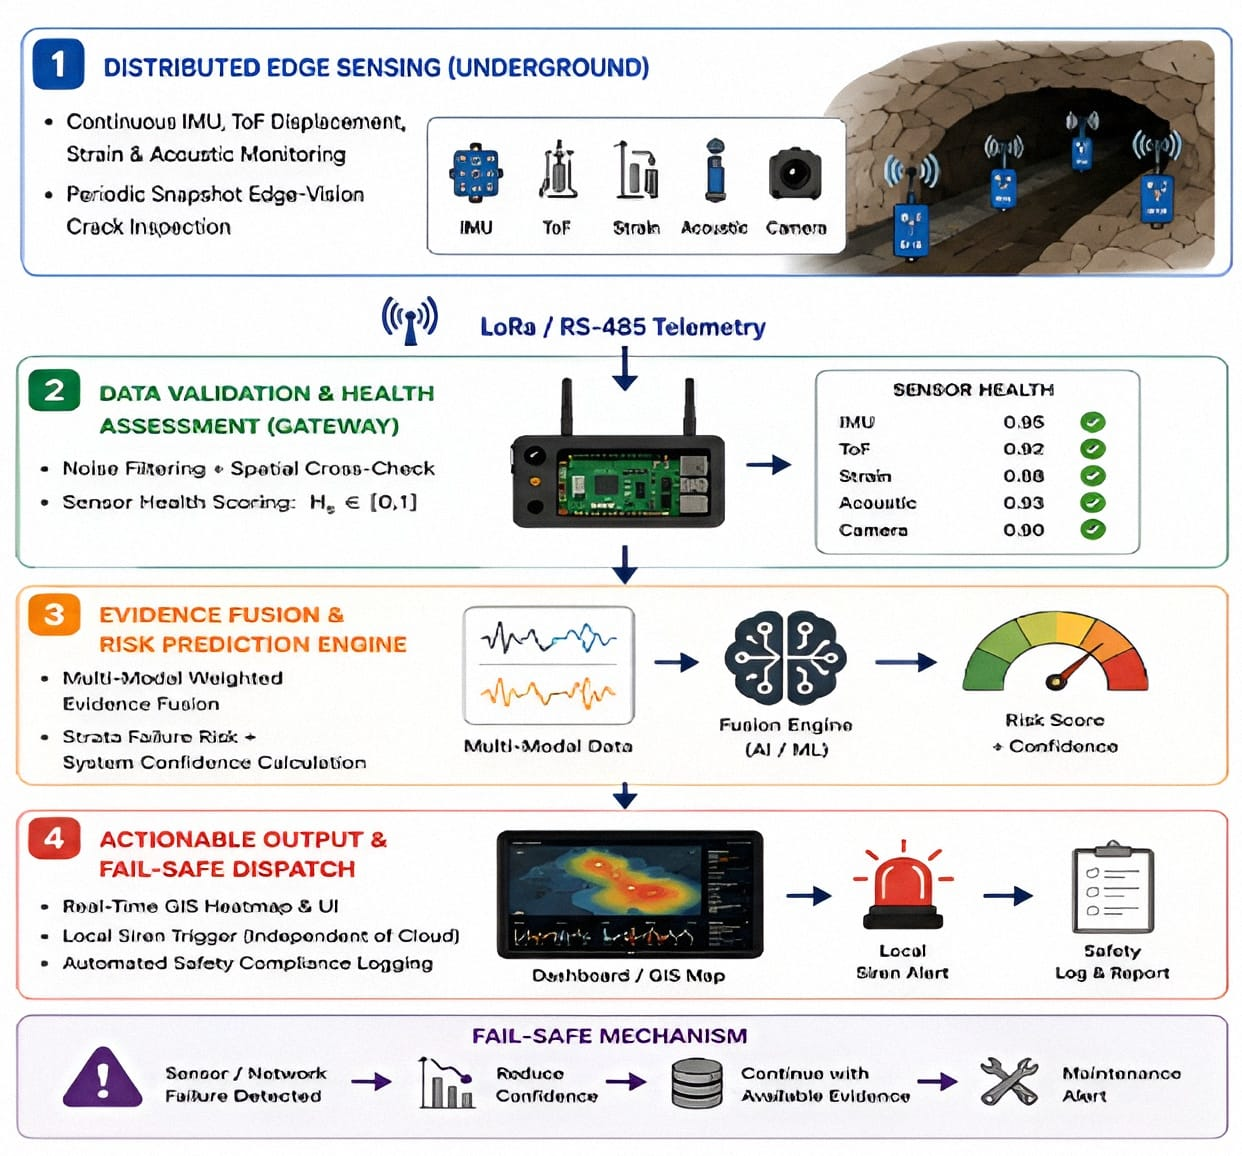 1
DISTRIBUTED EDGE SENSING (UNDERGROUND)
• Continuous IMU, ToF Displacement,
Strain & Acoustic Monitoring
• Periodic Snapshot Edge-Vision
Crack Inspection
IMU
ToF
Strain
Acoustic
Camera
LoRa / RS-485 Telemetry
2
DATA VALIDATION & HEALTH
ASSESSMENT (GATEWAY)
• Noise Filtering + Spatial Cross-Check
• Sensor Health Scoring: Hs ∈ [0,1]
SENSOR HEALTH
IMU 0.95
ToF 0.92
Strain
Acoustic 0.93
Camera 0.90
3
EVIDENCE FUSION &
RISK PREDICTION ENGINE
• Multi-Model Weighted
Evidence Fusion
• Strata Failure Risk +
System Confidence Calculation
Multi-Modal Data
Fusion Engine
(AI / ML)
Risk Score
+ Confidence
4
ACTIONABLE OUTPUT &
FAIL-SAFE DISPATCH
• Real-Time GIS Heatmap & UI
• Local Siren Trigger (Independent of Cloud)
• Automated Safety Compliance Logging
Dashboard / GIS Map
Local
Siren Alert
Safety
Log & Report
FAIL-SAFE MECHANISM
Sensor / Network
Failure Detected
Reduce
Confidence
Continue with
Available Evidence
Maintenance
Alert